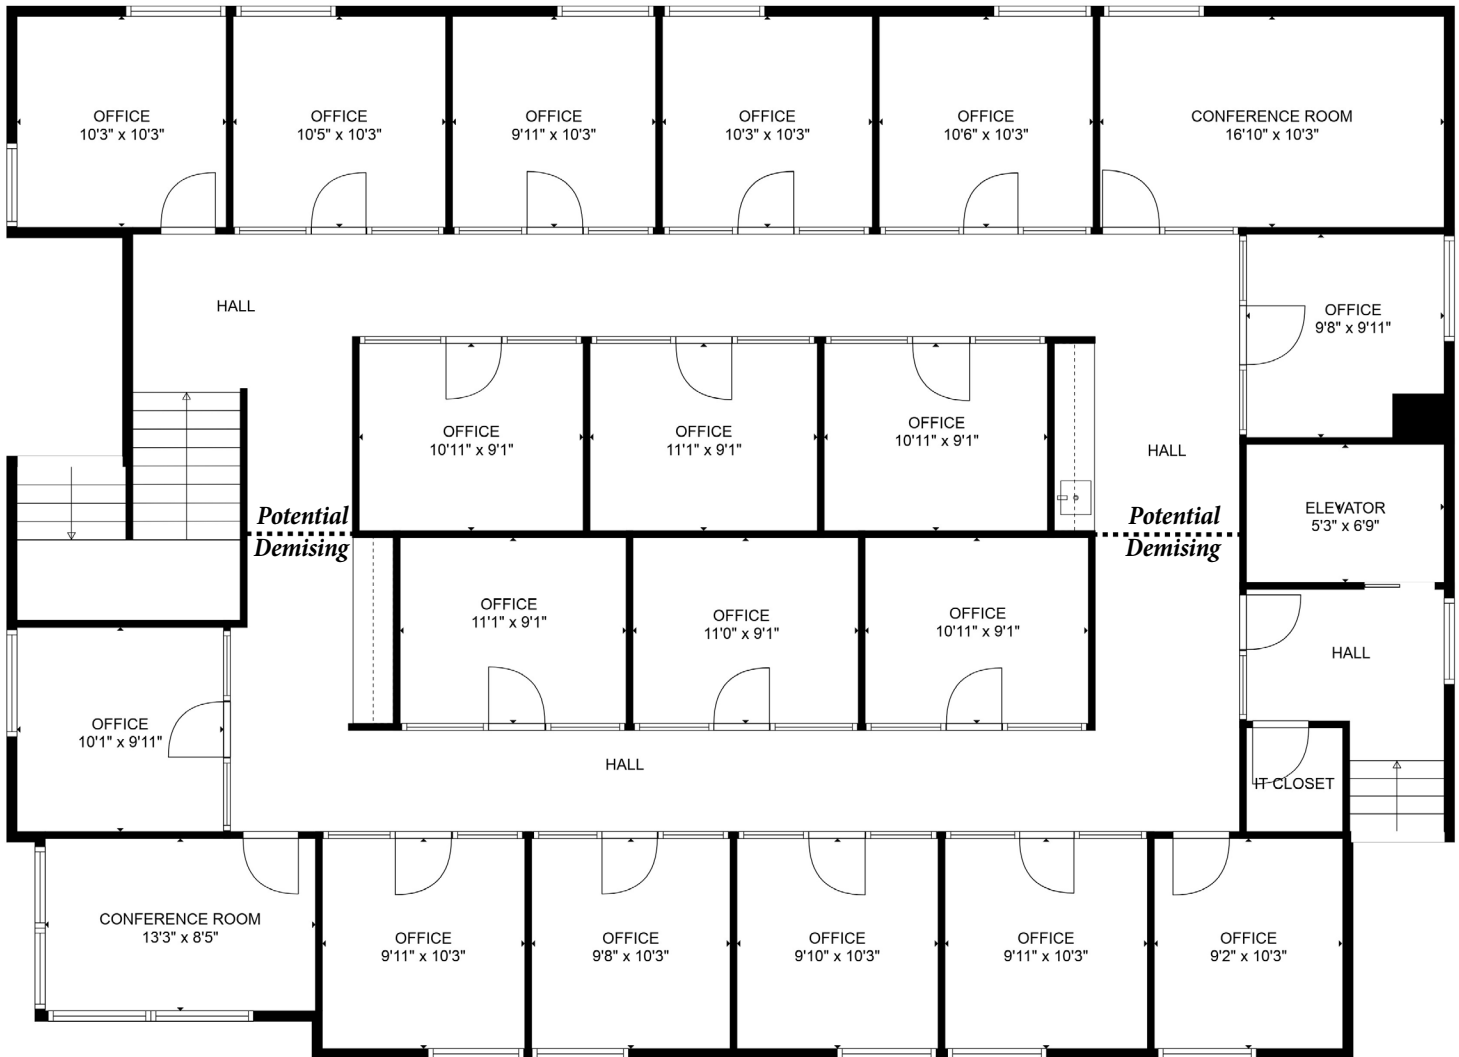 OFFICE
10'3" x 10'3"
OFFICE
10'5" x 10'3"
OFFICE
9'11" x 10'3"
OFFICE
10'3" x 10'3"
OFFICE
10'6" x 10'3"
CONFERENCE ROOM
16'10" x 10'3"
HALL
OFFICE
9'8" x 9'11"
OFFICE
10'11" x 9'1"
OFFICE
11'1" x 9'1"
OFFICE
10'11" x 9'1"
HALL
Potential
Demising
Potential
Demising
ELEVATOR
5'3" x 6'9"
OFFICE
11'1" x 9'1"
OFFICE
11'0" x 9'1"
OFFICE
10'11" x 9'1"
HALL
OFFICE
10'1" x 9'11"
HALL
IT CLOSET
CONFERENCE ROOM
13'3" x 8'5"
OFFICE
9'11" x 10'3"
OFFICE
9'8" x 10'3"
OFFICE
9'10" x 10'3"
OFFICE
9'11" x 10'3"
OFFICE
9'2" x 10'3"